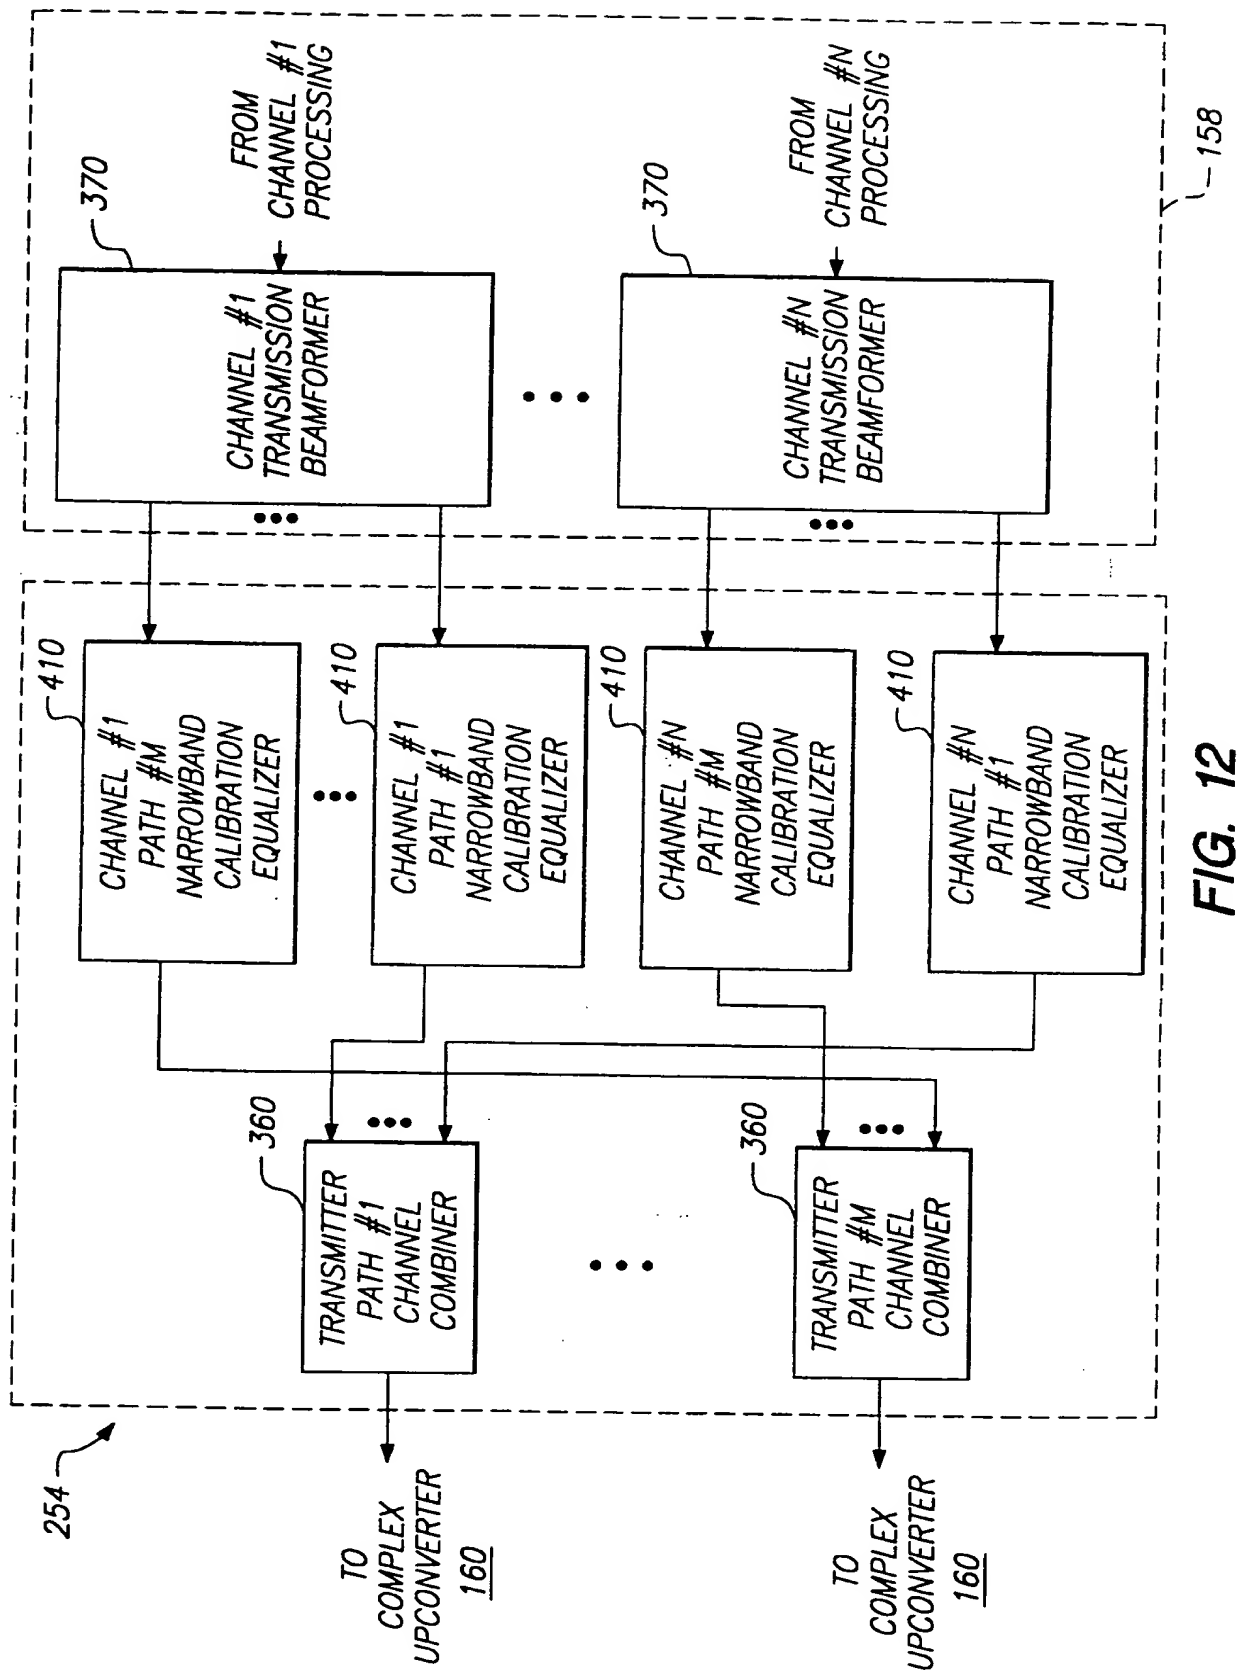 254
TO
COMPLEX
UPCONVERTER
160
TO
COMPLEX
UPCONVERTER
160
360
TRANSMITTER
PATH #1
CHANNEL
COMBINER
360
TRANSMITTER
PATH #M
CHANNEL
COMBINER
410
CHANNEL #1
PATH #M
NARROWBAND
CALIBRATION
EQUALIZER
410
CHANNEL #1
PATH #1
NARROWBAND
CALIBRATION
EQUALIZER
410
CHANNEL #N
PATH #M
NARROWBAND
CALIBRATION
EQUALIZER
410
CHANNEL #N
PATH #1
NARROWBAND
CALIBRATION
EQUALIZER
370
CHANNEL #1
TRANSMISSION
BEAMFORMER
370
CHANNEL #N
TRANSMISSION
BEAMFORMER
FROM
CHANNEL #1
PROCESSING
FROM
CHANNEL #N
PROCESSING
158
FIG. 12